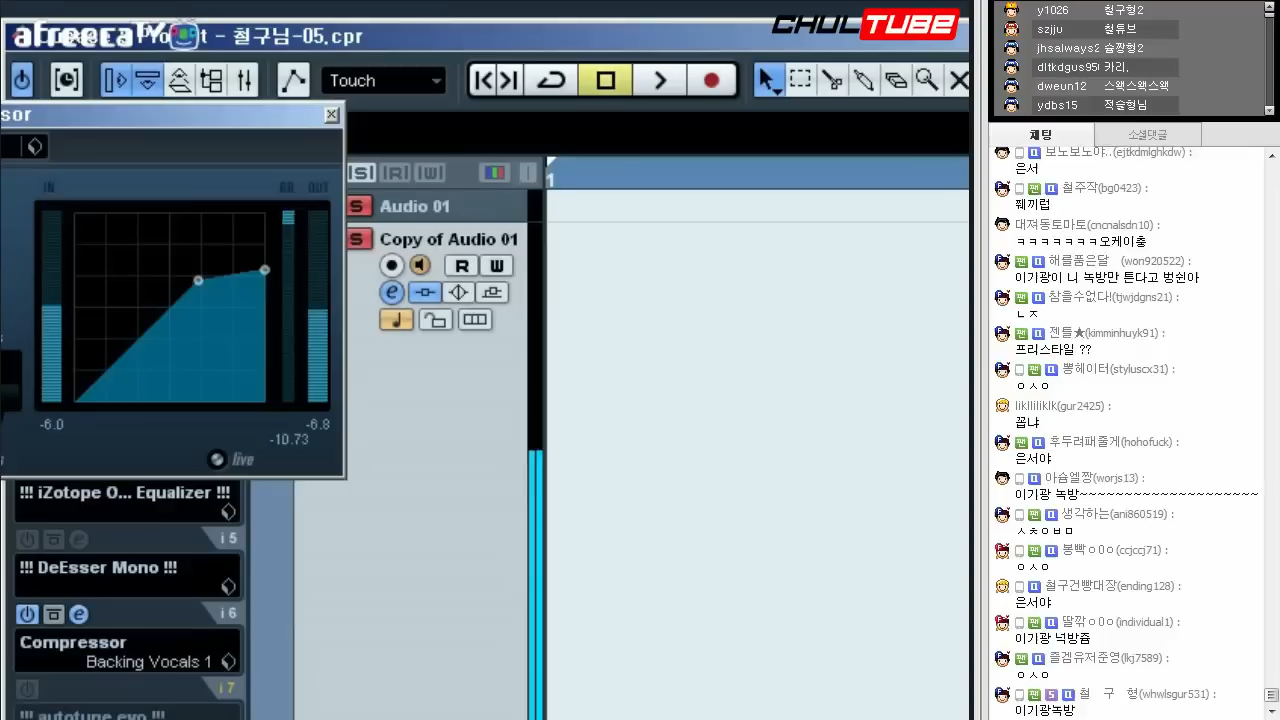 afreecaTV
t - 철구님-05.cpr
CHULTUBE
Touch
sor
IN
GR
OUT
-6.0
-6.8
-10.73
live
S R W
1
S Audio 01
S Copy of Audio 01
R W
e
!!! iZotope O... Equalizer !!!
i 5
!!! DeEsser Mono !!!
i 6
Compressor
Backing Vocals 1
i 7
!!! autotune evo !!!
y1026 철구형2
szjju 철튜브
jhsalways2 슬짱형2
dltkdgus95 카리,
dweun12 스왝스왝스왝
ydbs15 적슬형님
채팅
소셜댓글
보노보노야..(ejtkdmlghkdw) :
은서
철주작(bg0423) :
꿰끼럽
대져동토마토(cncnalsdn10) :
ㅋㅋㅋㅋㅋㅋㅋ오케이홍
해를품은달 (won920522) :
이기광이 니 녹방만 튼다고 벙쉰아
참을수없다!(tjwjdgns21) :
ㄴㅈ
젠틀★(kimminhuyk91) :
프리스타일 ??
뽕헤이터(styluscx31) :
ㅇㅅㅇ
liklliliklk(gur2425) :
꼽냐
후두려패줄게(hohofuck) :
은서야
아슴엘짱(worjs13) :
이기광 녹방~~~~~~~~~~~~~~~~~~~~
생각하는(ani860519) :
ㅅㅊㅇㅂㅁ
봉빡ㅇ0ㅇ(ccjccj71) :
ㅇㅅㅇ
철구건빵대장(ending128) :
은서야
딸깎ㅇ0ㅇ(individual1) :
이기광 넉방쥼
즐겜유저준영(lkj7589) :
ㅇㅅㅇ
철 구 형(whwlsgur531) :
이기광녹방